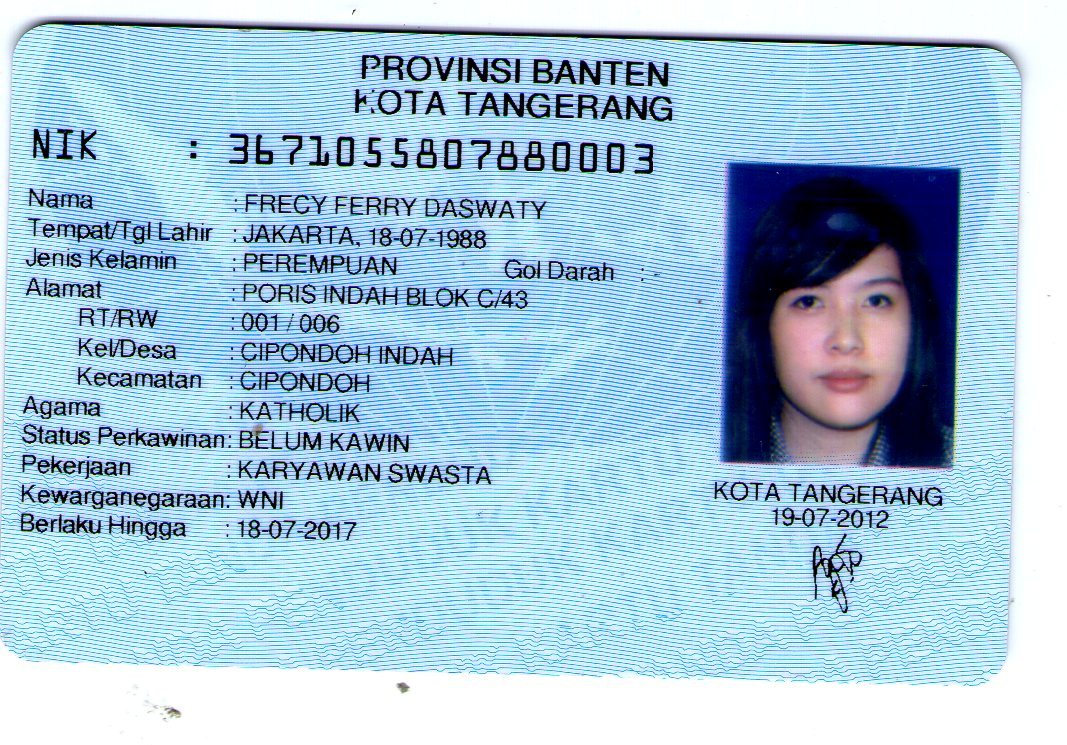 PROVINSI BANTEN
KOTA TANGERANG
NIK : 3671055807880003
Nama : FRECY FERRY DASWATY
Tempat/Tgl Lahir : JAKARTA, 18-07-1988
Jenis Kelamin : PEREMPUAN Gol Darah : -
Alamat : PORIS INDAH BLOK C/43
RT/RW : 001 / 006
Kel/Desa : CIPONDOH INDAH
Kecamatan : CIPONDOH
Agama : KATHOLIK
Status Perkawinan: BELUM KAWIN
Pekerjaan : KARYAWAN SWASTA
Kewarganegaraan: WNI
Berlaku Hingga : 18-07-2017
KOTA TANGERANG
19-07-2012